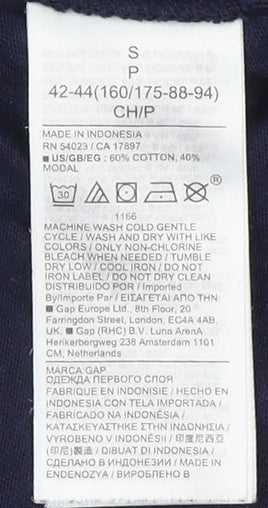 S
P
42-44(160/175-88-94)
CH/P
MADE IN INDONESIA
RN 54023 / CA 17897
■ US/GB/EG : 60% COTTON, 40%
MODAL
30
®
1166
MACHINE WASH COLD GENTLE
CYCLE / WASH AND DRY WITH LIKE
COLORS / ONLY NON-CHLORINE
BLEACH WHEN NEEDED / TUMBLE
DRY LOW / COOL IRON / DO NOT
IRON LABEL / DO NOT DRY CLEAN
DISTRIBUIDO POR / Imported
By/Importe Par / ΕΙΣΑΓΕΤΑΙ ΑΠΟ ΤΗΝ:
■ Gap Europe Ltd., 8th Floor, 20
Farringdon Street, London, EC4A 4AB,
UK. ■ Gap (RHC) B.V. Luna ArenA
Herikerbergweg 238 Amsterdam 1101
CM, Netherlands
MARCA GAP
ОДЕЖДА ПЕРВОГО СЛОЯ
FABRIQUÉ EN INDONÉSIE / HECHO EN
INDONESIA CON TELA IMPORTADA /
FABRICADO NA INDONÉSIA /
ΚΑΤΑΣΚΕΥΑΣΤΗΚΕ ΣΤΗΝ ΙΝΔΟΝΗΣΙΑ /
VYROBENO V INDONÉSII / 印度尼西亞
(印尼)製造 / DIBUAT DI INDONESIA /
СДЕЛАНО В ИНДОНЕЗИИ / MADE IN
ENDENOZYA / ВИРОБЛЕНО В